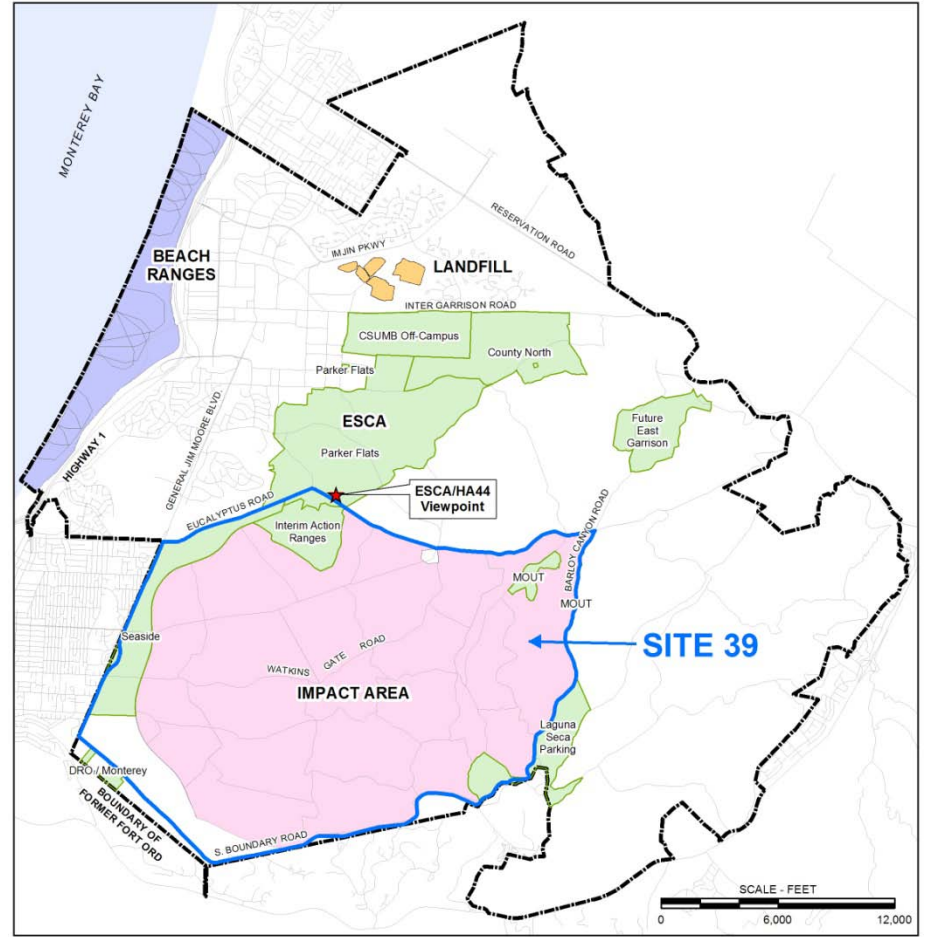 MONTEREY BAY
BEACH
RANGES
IMJIN PKWY
LANDFILL
RESERVATION ROAD
INTER GARRISON ROAD
CSUMB Off-Campus
County North
Parker Flats
ESCA
Parker Flats
Future
East
Garrison
HIGHWAY 1
GENERAL JIM MOORE BLVD.
EUCALYPTUS ROAD
ESCA/HA44
Viewpoint
Interim Action
Ranges
BARLOY CANYON ROAD
MOUT
MOUT
Seaside
SITE 39
WATKINS GATE ROAD
IMPACT AREA
Laguna
Seca
Parking
DRO / Monterey
BOUNDARY OF
FORMER FORT ORD
S. BOUNDARY ROAD
SCALE - FEET
0 6,000 12,000